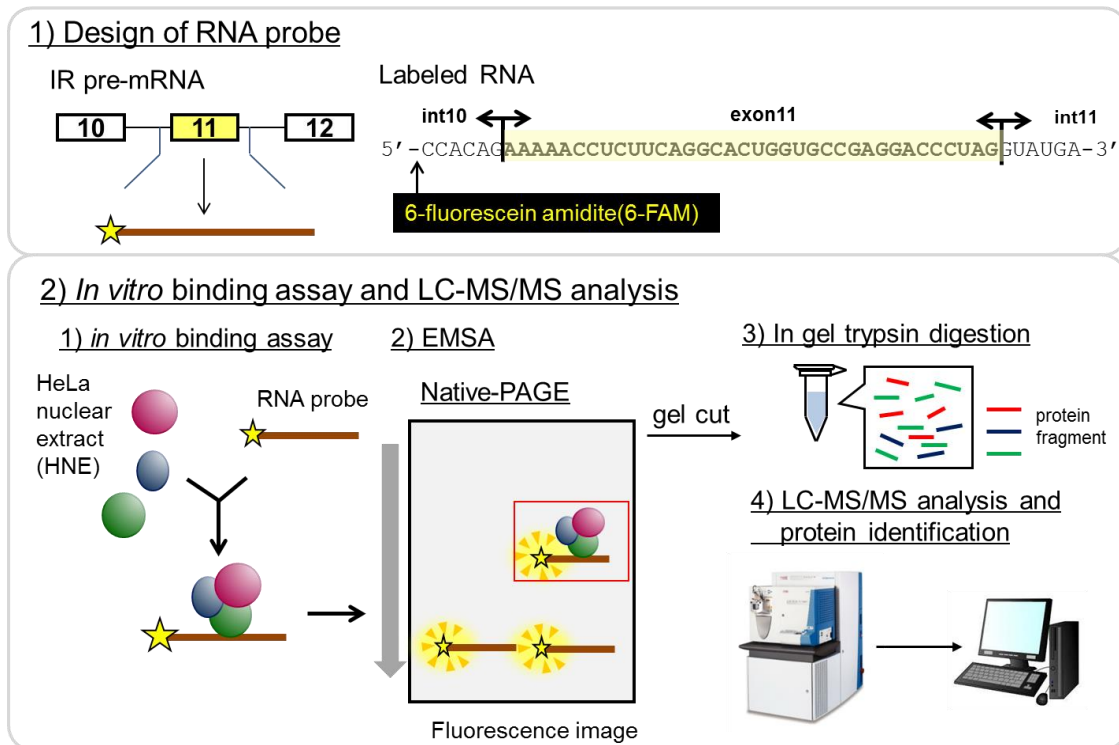 1) Design of RNA probe
IR pre-mRNA
10
11
12
Labeled RNA
int10
exon11
int11
5’-CCACAGAAAAACCUCUUCAGGCACUGGUGCCGAGGACCCUAGGUAUGA-3’
6-fluorescein amidite(6-FAM)
2) In vitro binding assay and LC-MS/MS analysis
1) in vitro binding assay
HeLa
nuclear
extract
(HNE)
RNA probe
2) EMSA
Native-PAGE
Fluorescence image
gel cut
3) In gel trypsin digestion
protein
fragment
4) LC-MS/MS analysis and
protein identification